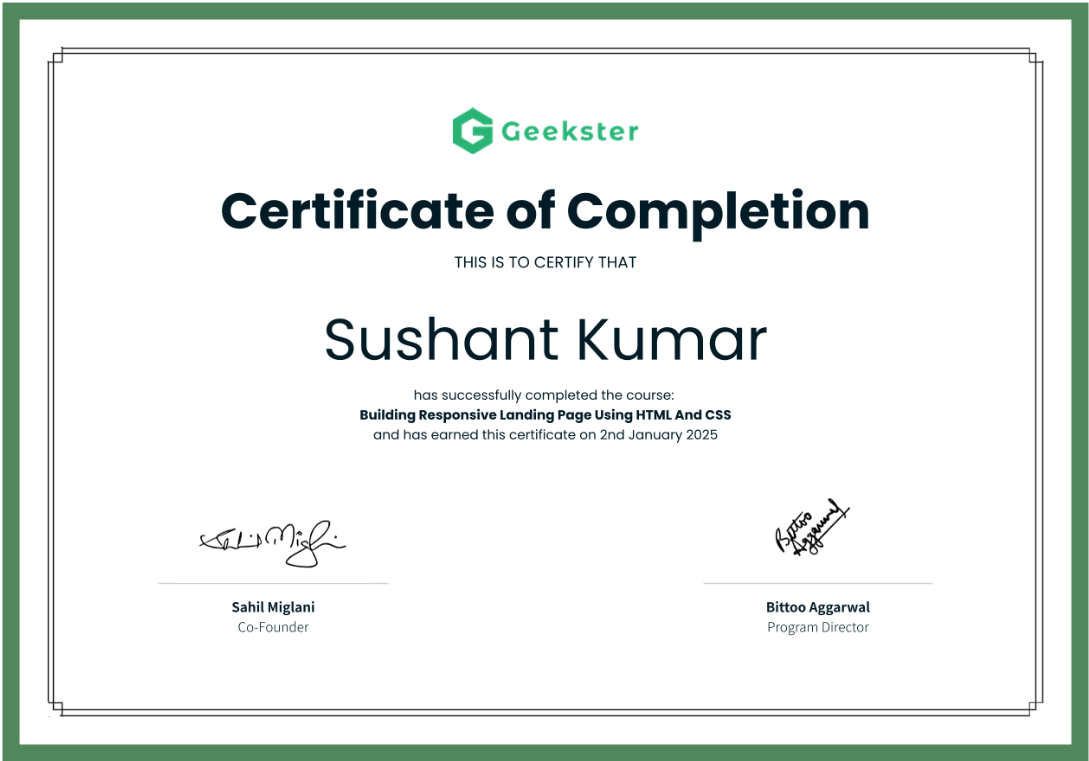 Geekster
Certificate of Completion
THIS IS TO CERTIFY THAT
Sushant Kumar
has successfully completed the course:
Building Responsive Landing Page Using HTML And CSS
and has earned this certificate on 2nd January 2025
Sahil Miglani
Bittoo
Aggarwal
Sahil Miglani
Co-Founder
Bittoo Aggarwal
Program Director